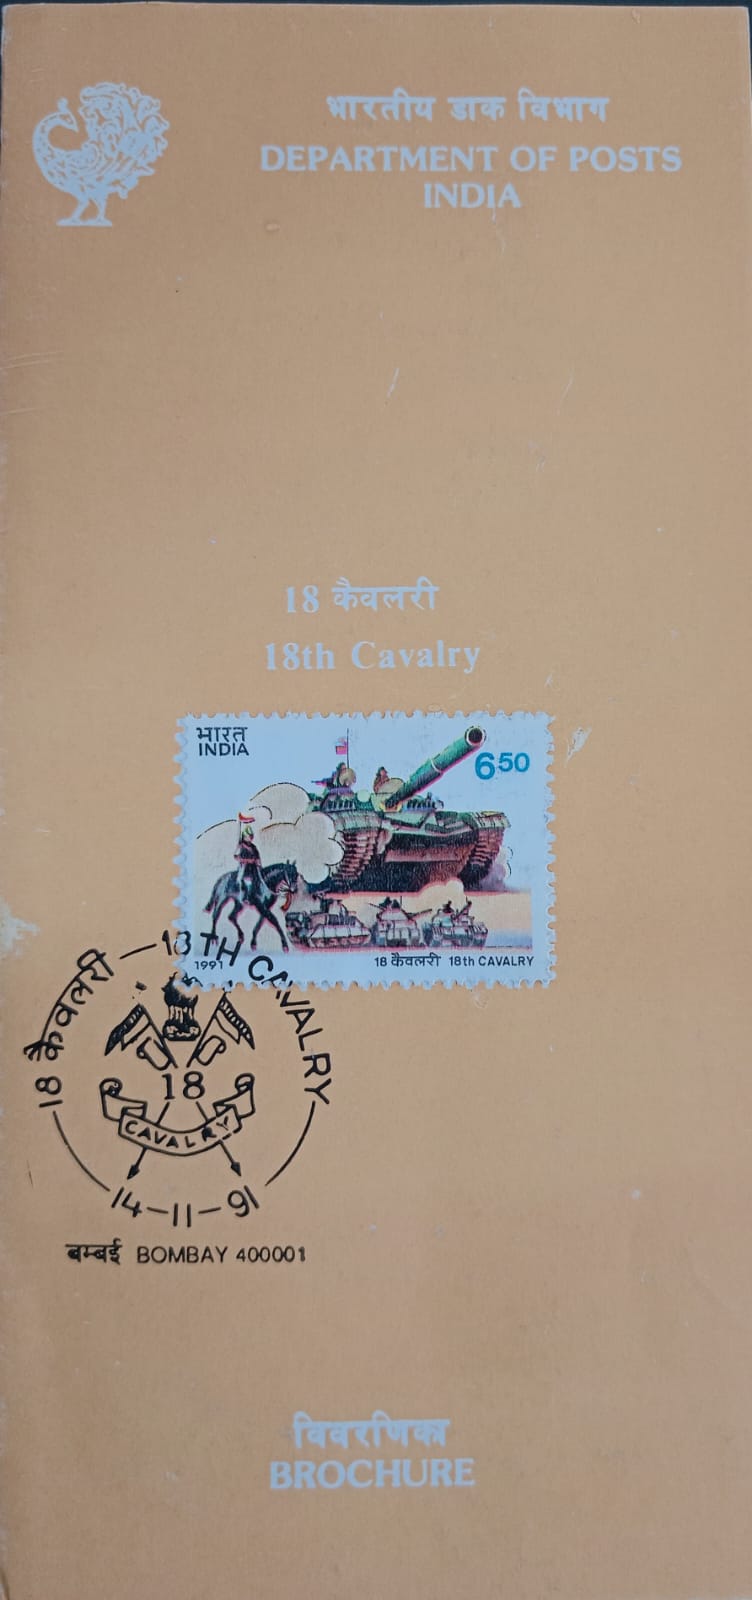 भारतीय डाक विभाग
DEPARTMENT OF POSTS
INDIA
18 कैवलरी
18th Cavalry
भारत
INDIA
6.50
1991
18 कैवलरी 18th CAVALRY
18 कैवलरी — 18TH CAVALRY
18
CAVALRY
14-11-91
बम्बई BOMBAY 400001
विवरणिका
BROCHURE